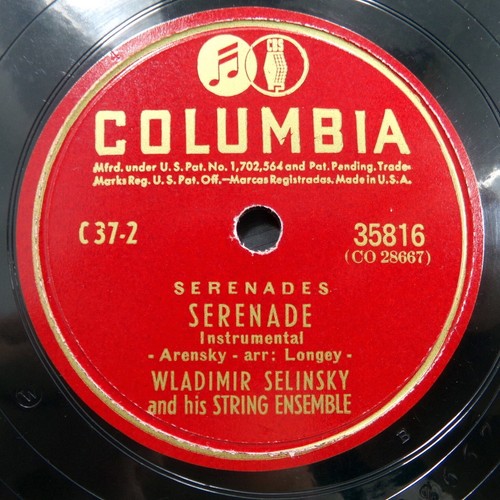 CBS
COLUMBIA
Mfrd. under U.S. Pat. No. 1,702,564 and Pat. Pending. Trade-
Marks Reg. U.S. Pat. Off.—Marcas Registradas. Made in U.S.A.
C 37-2
35816
(CO 28667)
SERENADES
SERENADE
Instrumental
- Arensky - arr: Longey -
WLADIMIR SELINSKY
and his STRING ENSEMBLE